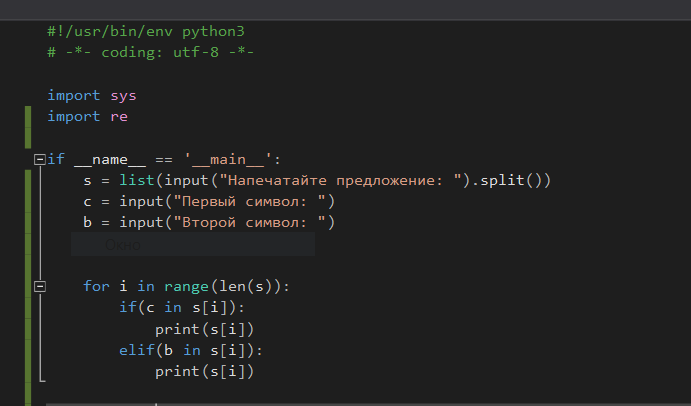 #!/usr/bin/env python3
# -*- coding: utf-8 -*-
import sys
import re
if __name__ == '__main__':
s = list(input("Напечатайте предложение: ").split())
c = input("Первый символ: ")
b = input("Второй символ: ")
Окно
for i in range(len(s)):
if(c in s[i]):
print(s[i])
elif(b in s[i]):
print(s[i])